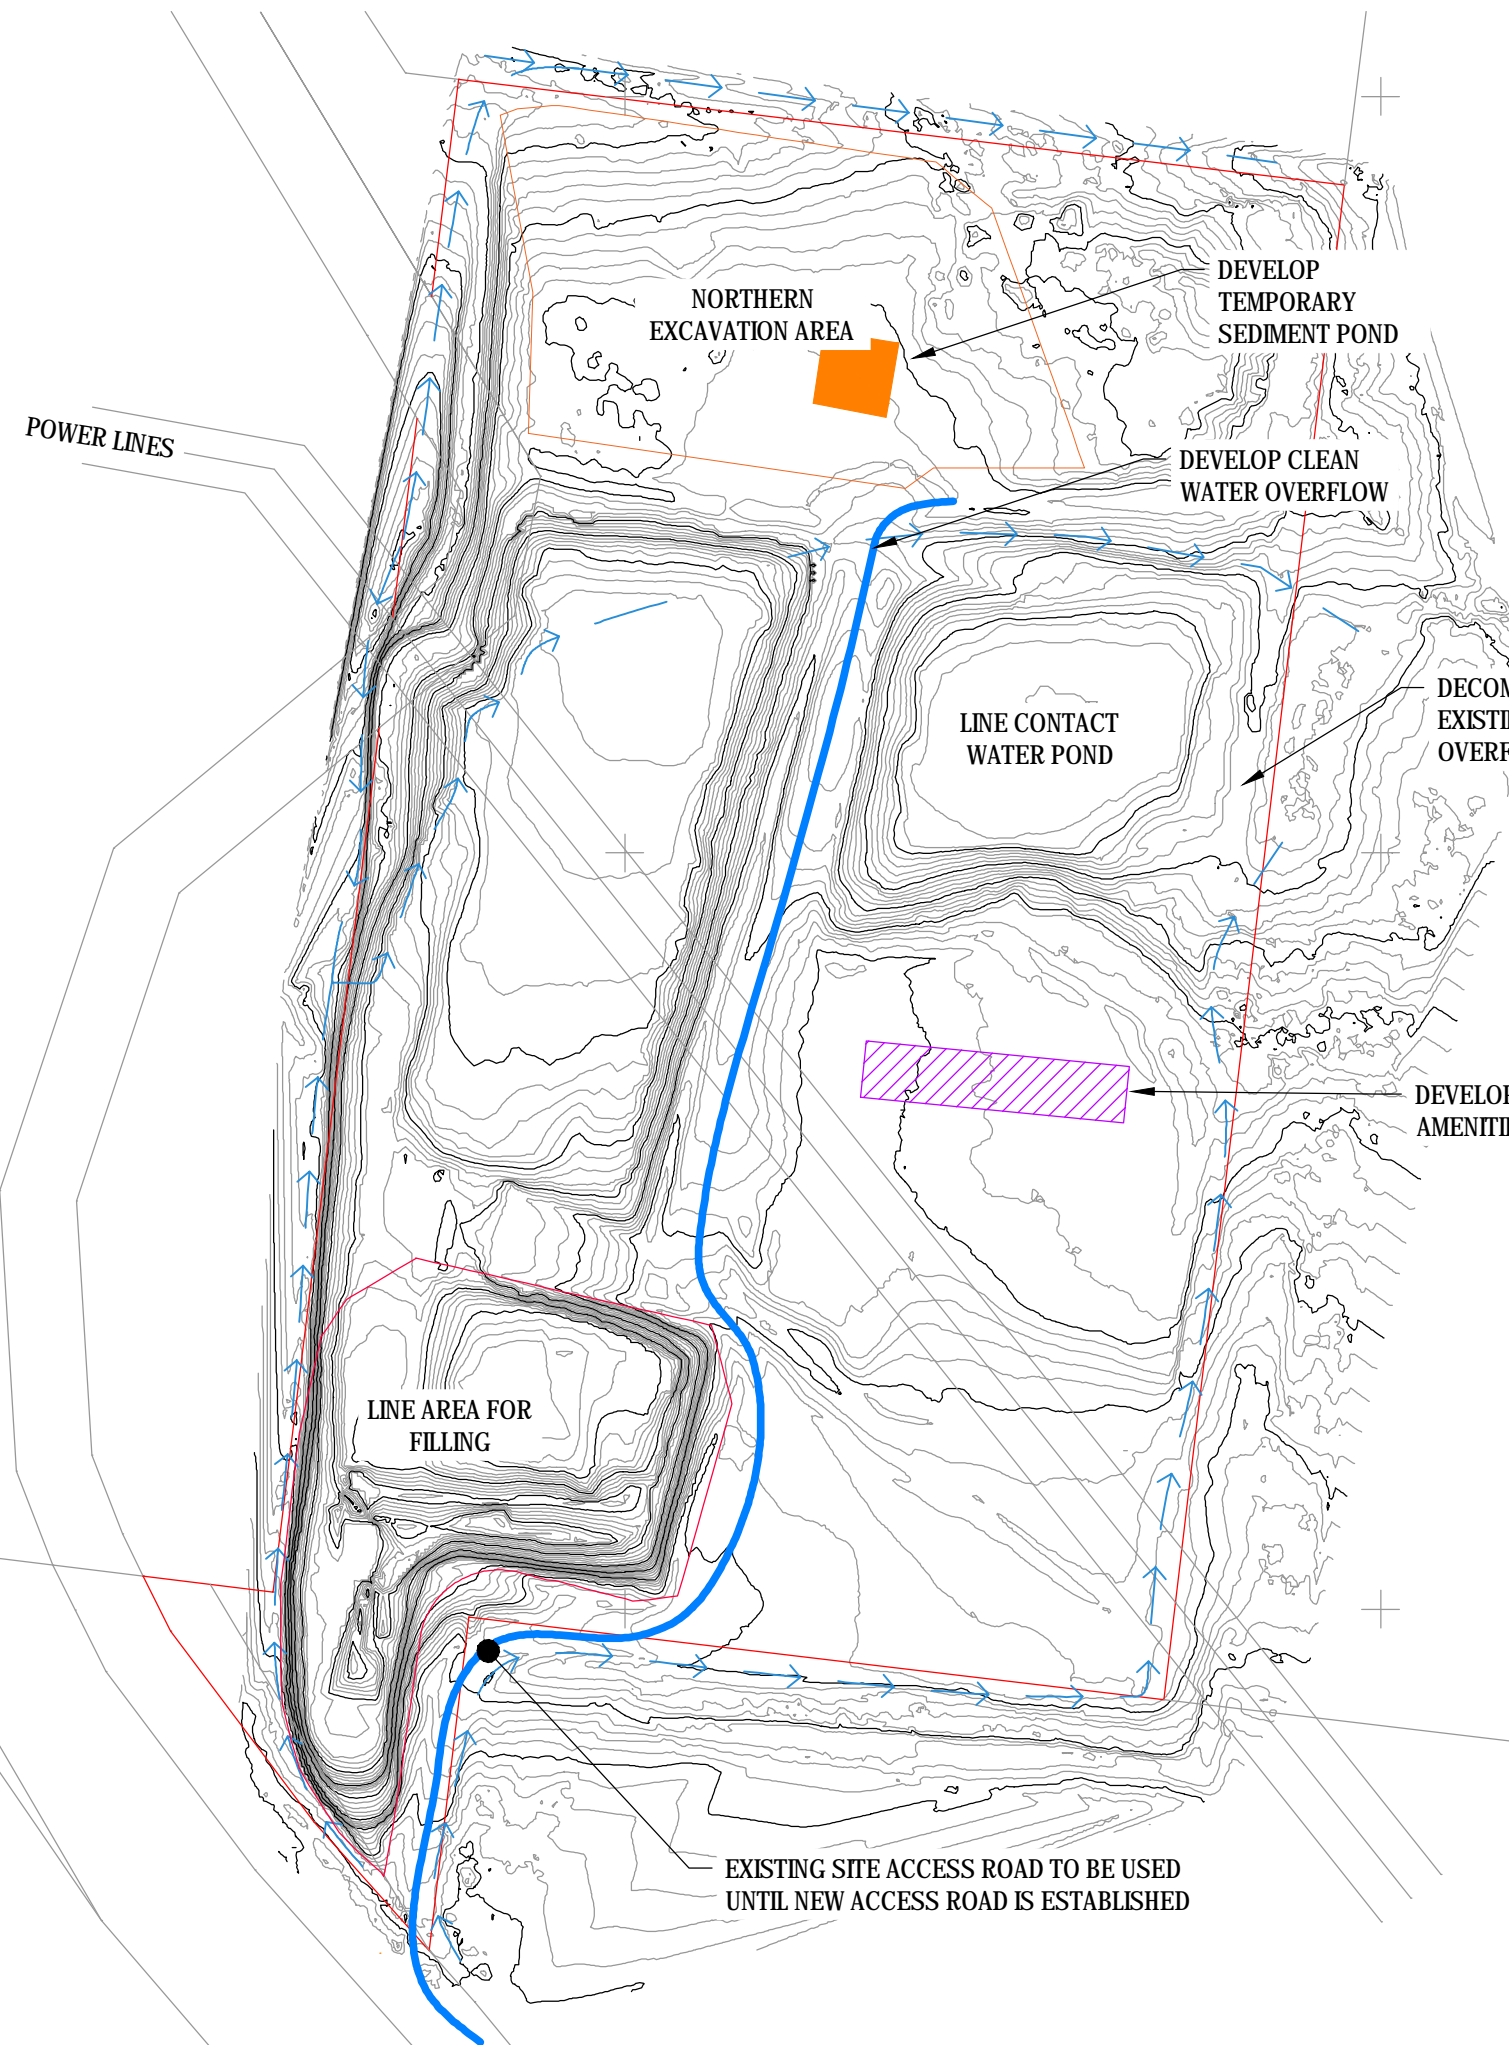 NORTHERN
EXCAVATION AREA
DEVELOP
TEMPORARY
SEDIMENT POND
POWER LINES
DEVELOP CLEAN
WATER OVERFLOW
LINE CONTACT
WATER POND
LINE AREA FOR
FILLING
EXISTING SITE ACCESS ROAD TO BE USED
UNTIL NEW ACCESS ROAD IS ESTABLISHED